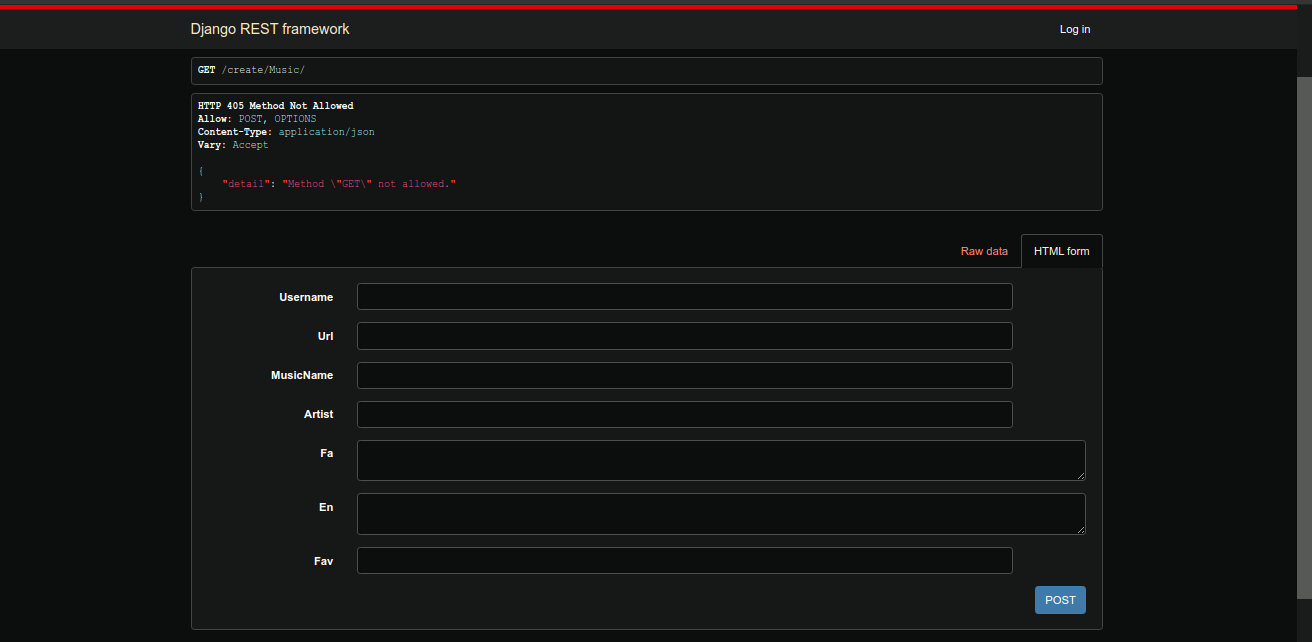 Django REST framework
Log in
GET /create/Music/
HTTP 405 Method Not Allowed
Allow: POST, OPTIONS
Content-Type: application/json
Vary: Accept
{
    "detail": "Method \"GET\" not allowed."
}
Raw data
HTML form
Username
Url
MusicName
Artist
Fa
En
Fav
POST